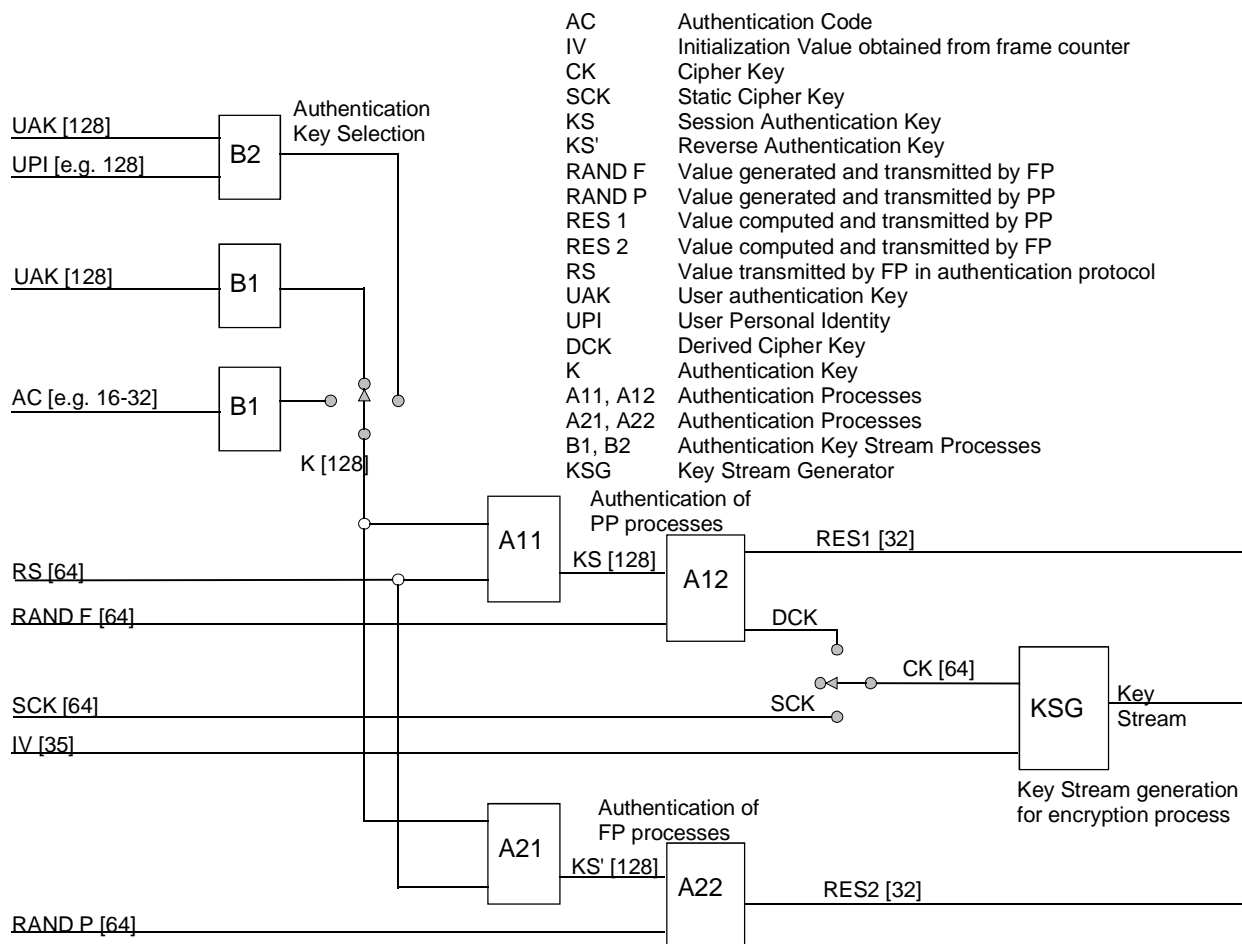 AC Authentication Code
IV Initialization Value obtained from frame counter
CK Cipher Key
SCK Static Cipher Key
KS Session Authentication Key
KS' Reverse Authentication Key
RAND F Value generated and transmitted by FP
RAND P Value generated and transmitted by PP
RES 1 Value computed and transmitted by PP
RES 2 Value computed and transmitted by FP
RS Value transmitted by FP in authentication protocol
UAK User authentication Key
UPI User Personal Identity
DCK Derived Cipher Key
K Authentication Key
A11, A12 Authentication Processes
A21, A22 Authentication Processes
B1, B2 Authentication Key Stream Processes
KSG Key Stream Generator
Authentication
Key Selection
UAK [128]
UPI [e.g. 128]
B2
UAK [128]
B1
AC [e.g. 16-32]
B1
K [128]
Authentication of
PP processes
A11
KS [128]
A12
RES1 [32]
RS [64]
RAND F [64]
DCK
CK [64]
SCK [64]
SCK
KSG
Key
Stream
IV [35]
Key Stream generation
for encryption process
Authentication of
FP processes
A21
KS' [128]
A22
RES2 [32]
RAND P [64]